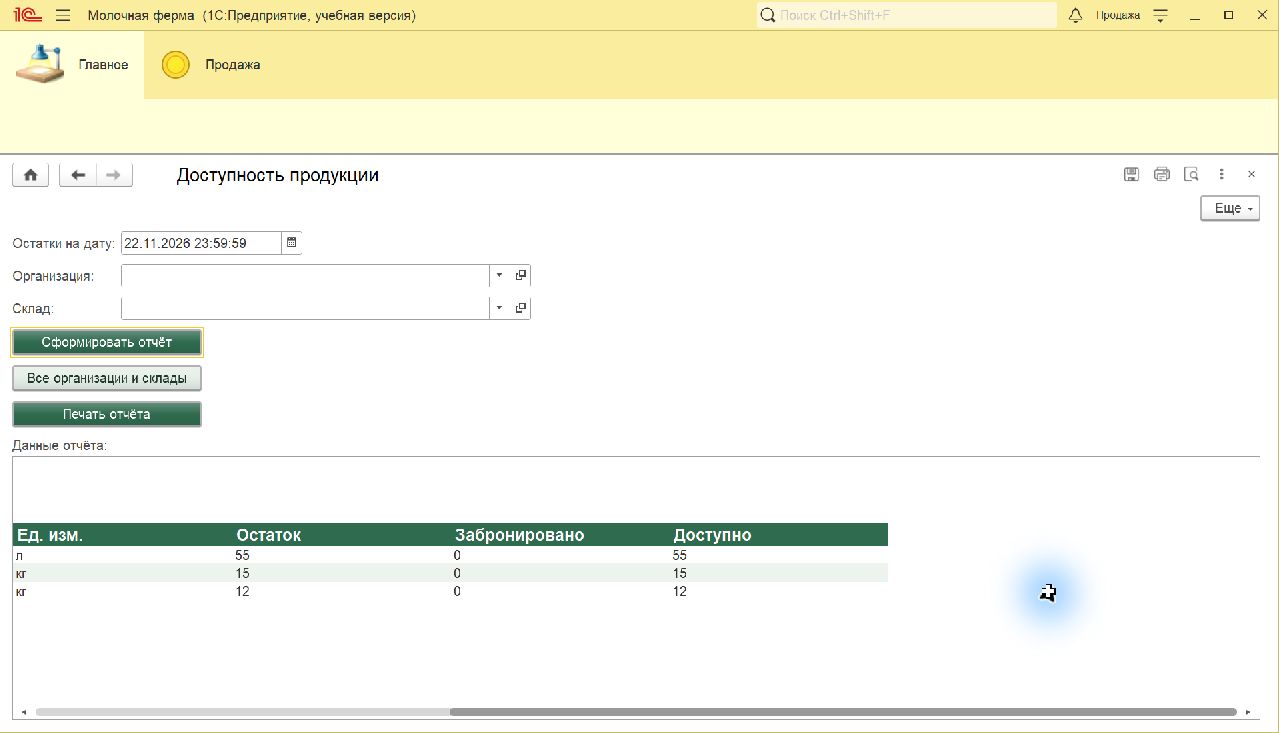 1С Молочная ферма (1С:Предприятие, учебная версия) Поиск Ctrl+Shift+F Продажа
Главное Продажа
Доступность продукции
Еще
Остатки на дату: 22.11.2026 23:59:59
Организация:
Склад:
Сформировать отчёт
Все организации и склады
Печать отчёта
Данные отчёта:
Ед. изм. Остаток Забронировано Доступно
л 55 0 55
кг 15 0 15
кг 12 0 12